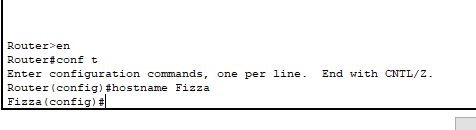 Router>en
Router#conf t
Enter configuration commands, one per line.  End with CNTL/Z.
Router(config)#hostname Fizza
Fizza(config)#